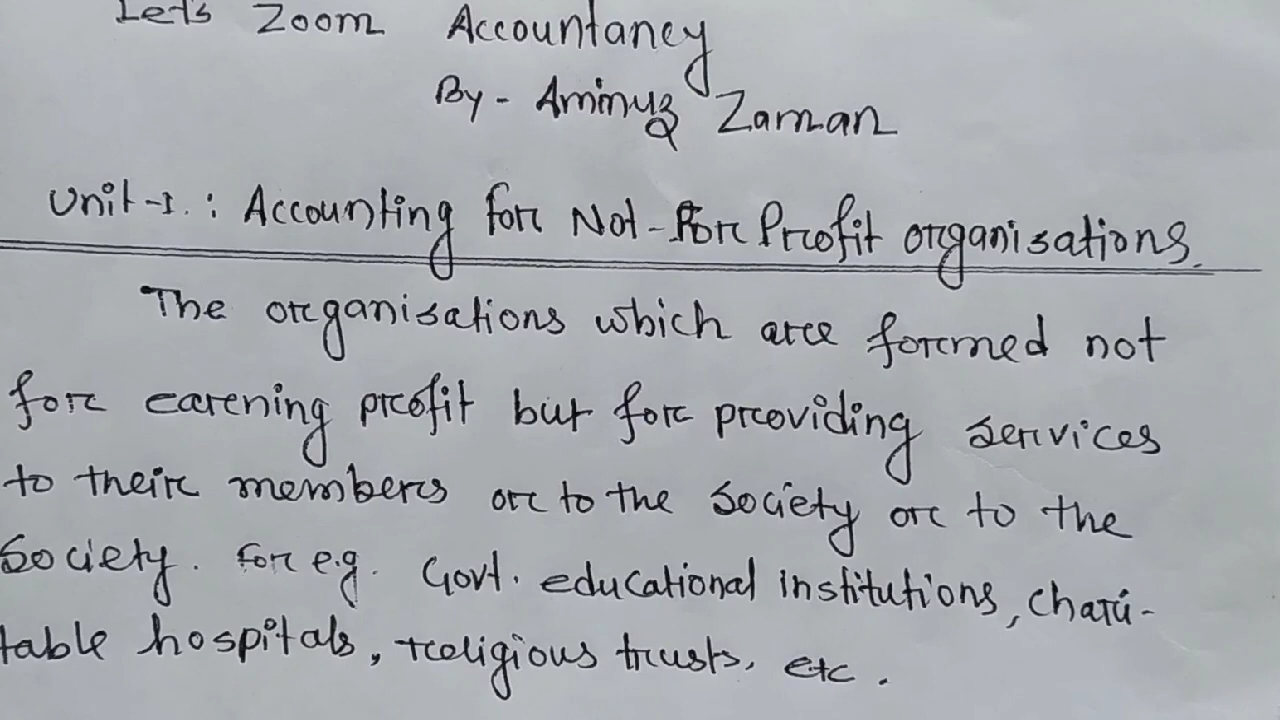 Let's Zoom Accountancy
By - Aminuz Zaman
Unit-I. : Accounting for Not-For Profit organisations.
The organisations which are formed not
for earening profit but for providing services
to their members or to the society or to the
society. For e.g. Govt. educational institutions, chari-
table hospitals, religious trusts, etc.